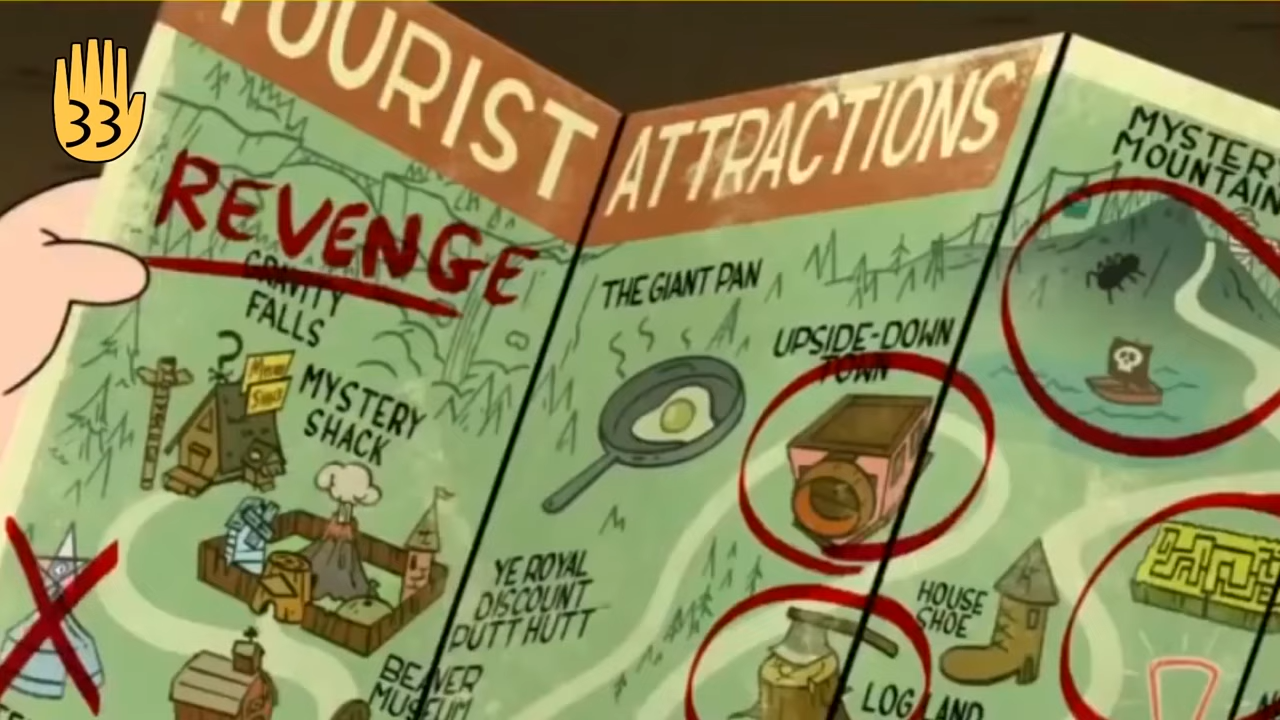 33
TOURIST
ATTRACTIONS
REVENGE
GRAVITY
FALLS
MYSTERY
SHACK
THE GIANT PAN
UPSIDE-DOWN
TOWN
MYSTERY
MOUNTAIN
YE ROYAL
DISCOUNT
PUTT HUTT
HOUSE
SHOE
BEAVER
MUSEUM
LOG LAND